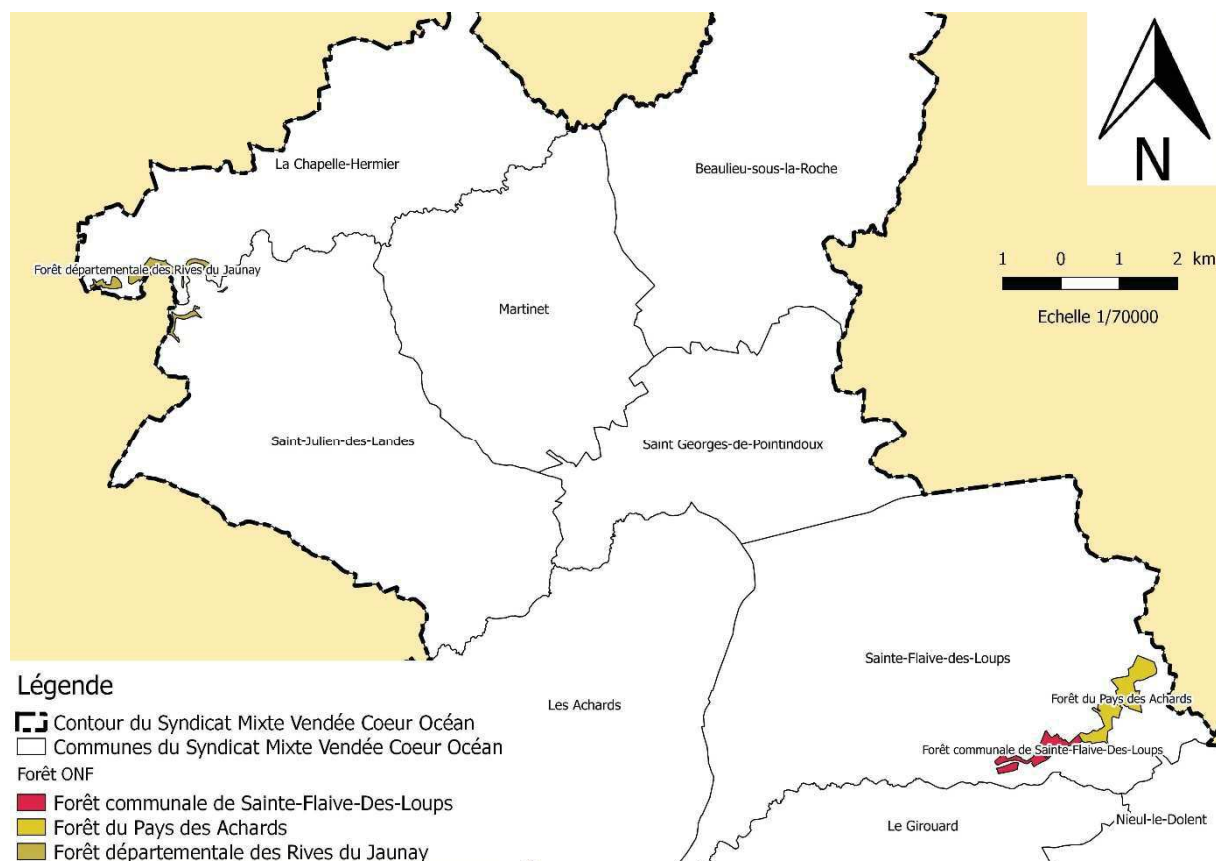 N
La Chapelle-Hermier
Beaulieu-sous-la-Roche
Forêt départementale des Rives du Jaunay
1 0 1 2 km
Echelle 1/70000
Martinet
Saint-Julien-des-Landes
Saint Georges-de-Pointindoux
Sainte-Flaive-des-Loups
Les Achards
Forêt du Pays des Achards
Forêt communale de Sainte-Flaive-Des-Loups
Le Girouard
Nieul-le-Dolent
Légende
Contour du Syndicat Mixte Vendée Coeur Océan
Communes du Syndicat Mixte Vendée Coeur Océan
Forêt ONF
Forêt communale de Sainte-Flaive-Des-Loups
Forêt du Pays des Achards
Forêt départementale des Rives du Jaunay